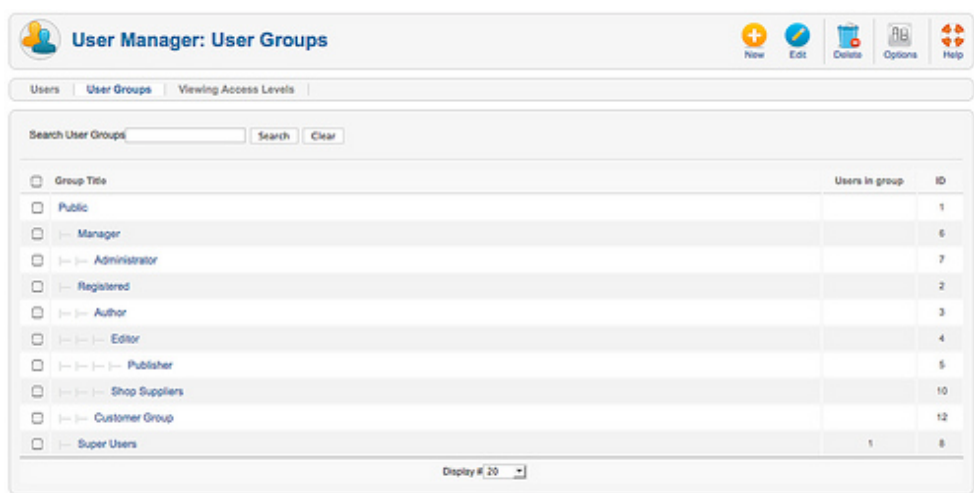 User Manager: User Groups
New Edit Delete Options Help
Users User Groups Viewing Access Levels
Search User Groups Search Clear
Group Title Users in group ID
Public 1
Manager 6
Administrator 7
Registered 2
Author 3
Editor 4
Publisher 5
Shop Suppliers 10
Customer Group 12
Super Users 1 8
Display # 20